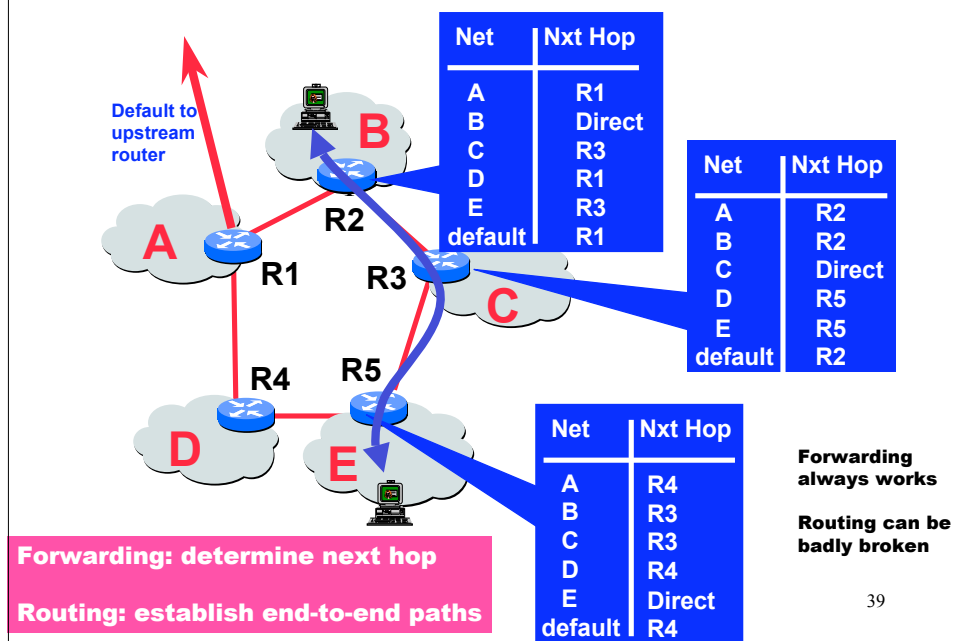 Net Nxt Hop
A R1
B Direct
C R3
D R1
E R3
default R1
Default to
upstream
router
B
R2
A
R1
R3
C
Net Nxt Hop
A R2
B R2
C Direct
D R5
E R5
default R2
R4
R5
D
E
Net Nxt Hop
A R4
B R3
C R3
D R4
E Direct
default R4
Forwarding
always works
Routing can be
badly broken
Forwarding: determine next hop
Routing: establish end-to-end paths
39